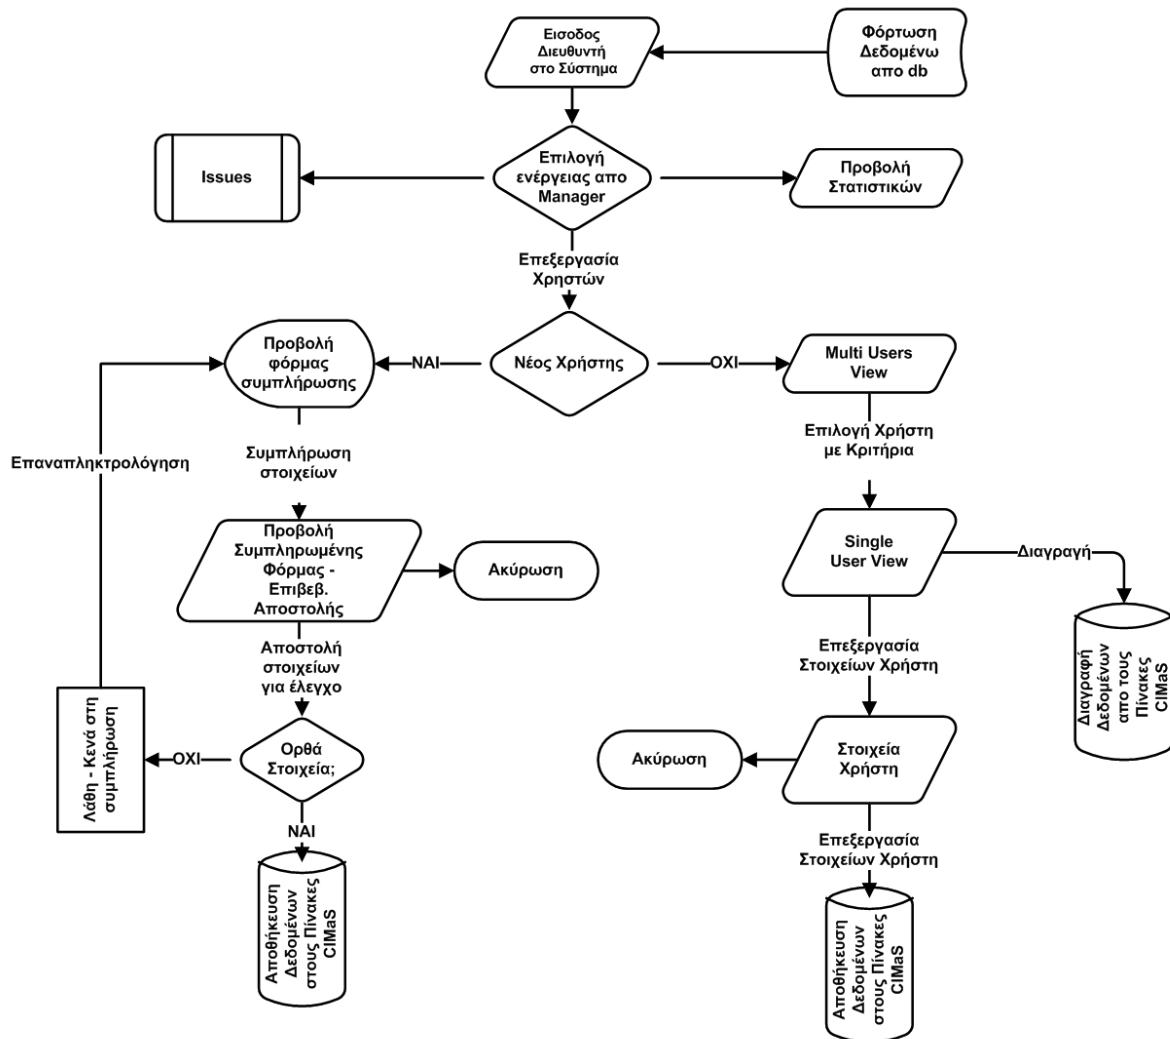 Εισοδος
Διευθυντή
στο Σύστημα
Φόρτωση
Δεδομένω
απο db
Issues
Επιλογή
ενέργειας απο
Manager
Προβολή
Στατιστικών
Επεξεργασία
Χρηστών
Προβολή
φόρμας
συμπλήρωσης
ΝΑΙ
Νέος Χρήστης
ΟΧΙ
Multi Users
View
Επαναπληκτρολόγηση
Συμπλήρωση
στοιχείων
Επιλογή Χρήστη
με Κριτήρια
Προβολή
Συμπληρωμένης
Φόρμας -
Επιβεβ.
Αποστολής
Ακύρωση
Single
User View
Διαγραγή
Αποστολή
στοιχείων
για έλεγχο
Επεξεργασία
Στοιχείων Χρήστη
Διαγραφή
Δεδομένων
απο τους
Πίνακες
CIMaS
Λάθη - Κενά στη
συμπλήρωση
ΟΧΙ
Ορθά
Στοιχεία;
Ακύρωση
Στοιχεία
Χρήστη
ΝΑΙ
Επεξεργασία
Στοιχείων Χρήστη
Αποθήκευση
Δεδομένων
στους Πίνακες
CIMaS
Αποθήκευση
Δεδομένων
στους Πίνακες
CIMaS